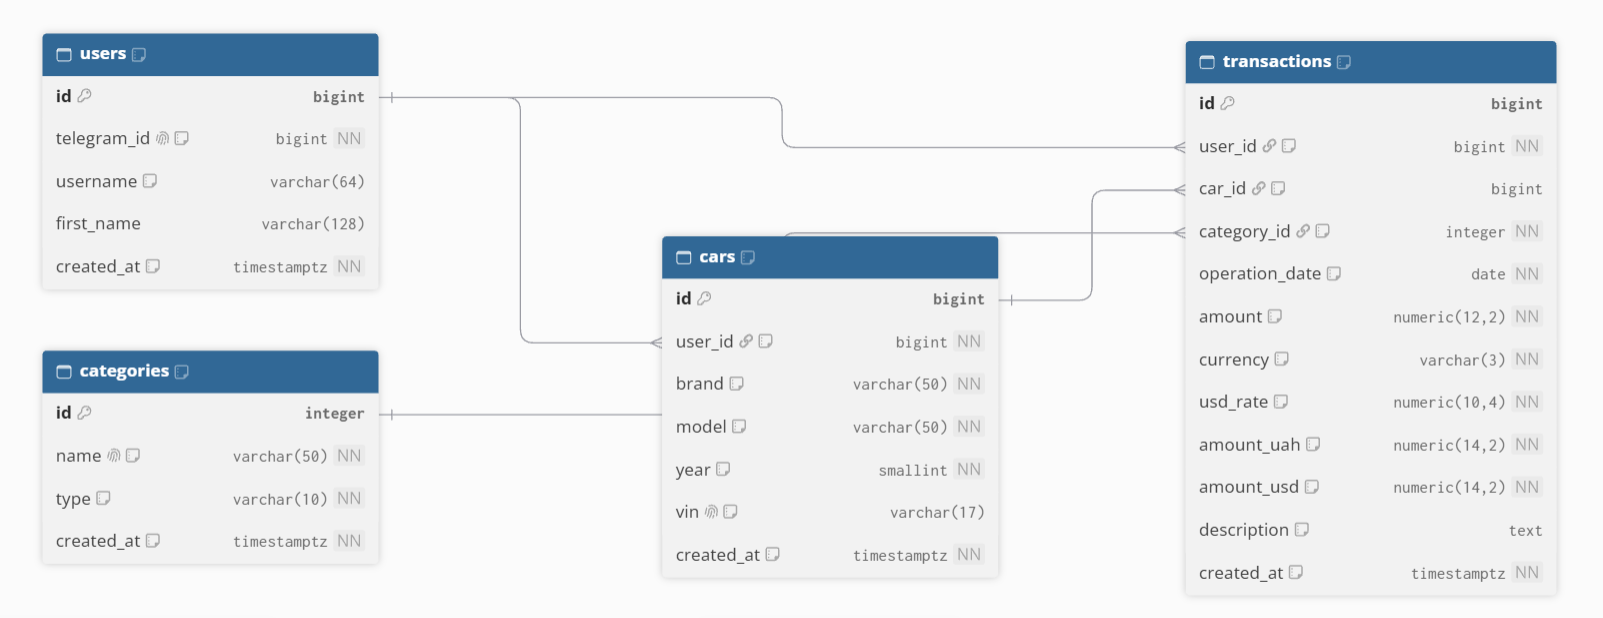 users
id bigint
telegram_id bigint NN
username varchar(64)
first_name varchar(128)
created_at timestamptz NN
categories
id integer
name varchar(50) NN
type varchar(10) NN
created_at timestamptz NN
cars
id bigint
user_id bigint NN
brand varchar(50) NN
model varchar(50) NN
year smallint NN
vin varchar(17)
created_at timestamptz NN
transactions
id bigint
user_id bigint NN
car_id bigint
category_id integer NN
operation_date date NN
amount numeric(12,2) NN
currency varchar(3) NN
usd_rate numeric(10,4) NN
amount_uah numeric(14,2) NN
amount_usd numeric(14,2) NN
description text
created_at timestamptz NN